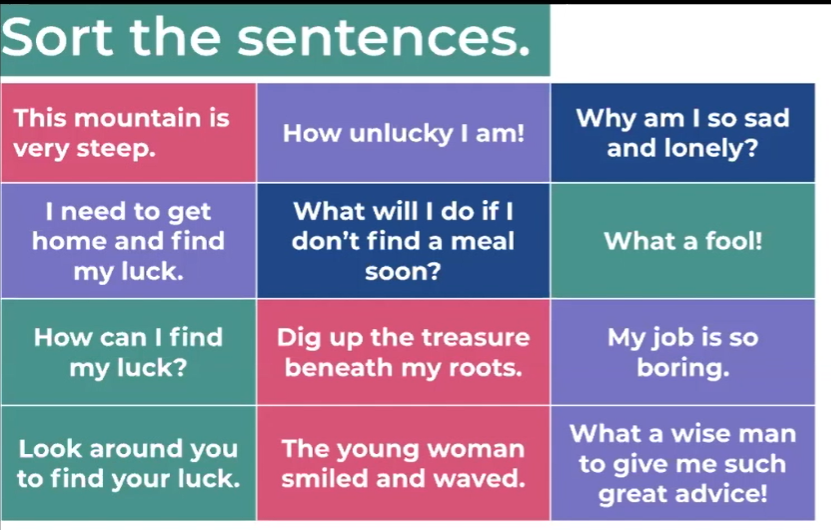 Sort the sentences.
This mountain is
very steep.
How unlucky I am!
Why am I so sad
and lonely?
I need to get
home and find
my luck.
What will I do if I
don’t find a meal
soon?
What a fool!
How can I find
my luck?
Dig up the treasure
beneath my roots.
My job is so
boring.
Look around you
to find your luck.
The young woman
smiled and waved.
What a wise man
to give me such
great advice!